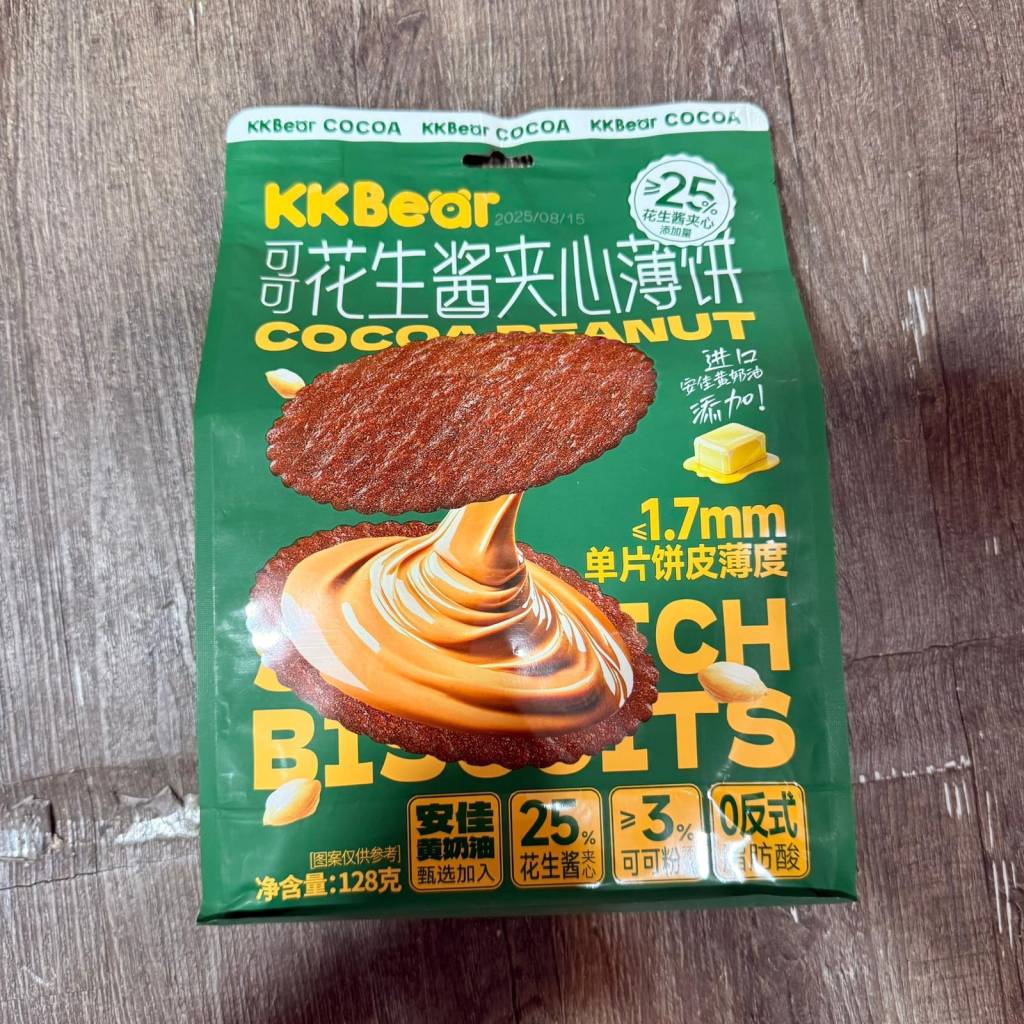 KKBear COCOA KKBear COCOA KKBear COCOA
KKBear
2025/08/15
≥25%
花生酱夹心
添加量
可可花生酱夹心薄饼
COCOA PEANUT
进口
安佳黄奶油
添加!
≤1.7mm
单片饼皮薄度
BISCUITS
安佳
黄奶油
甄选加入
25%
花生酱夹心
≥3%
可可粉
0反式
脂肪酸
[图案仅供参考]
净含量:128克